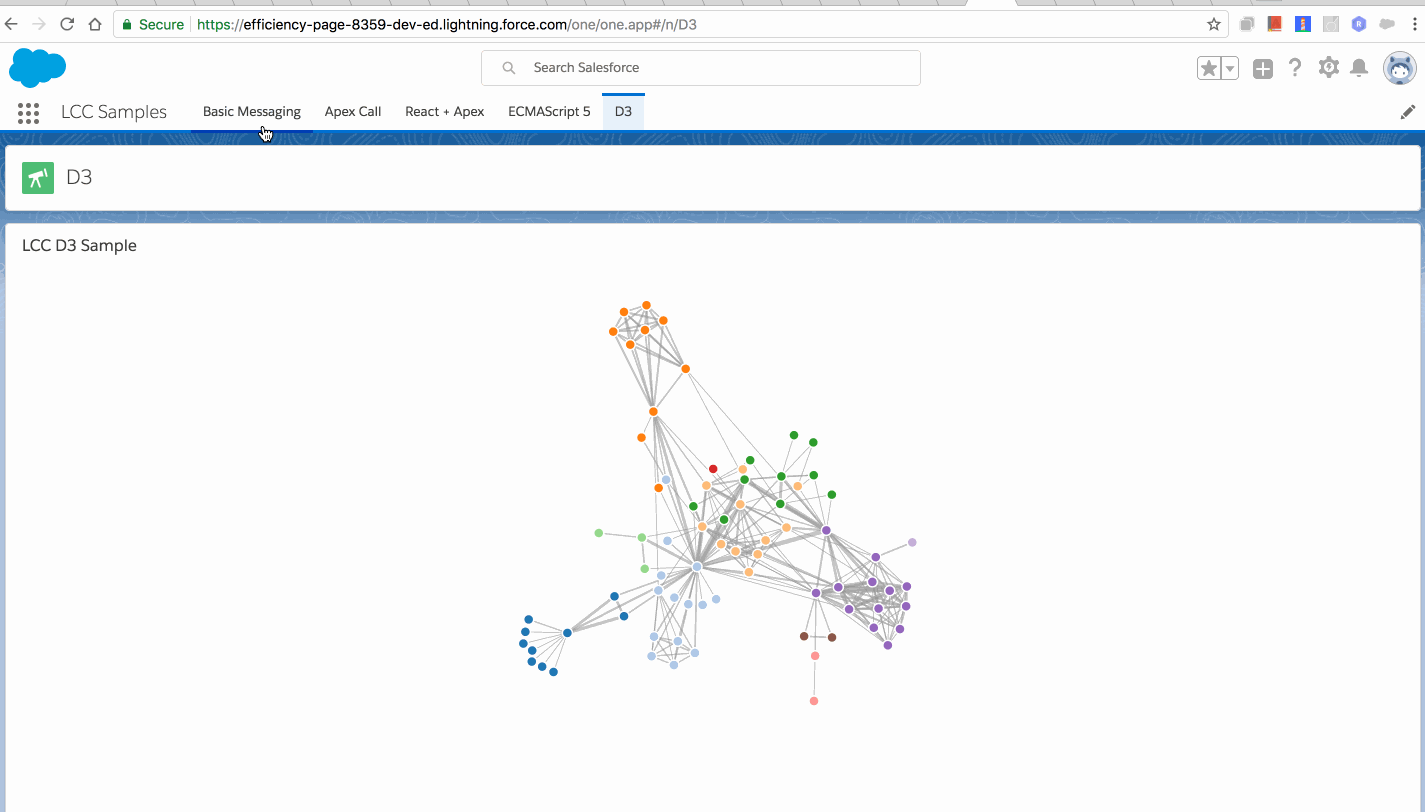 Secure https://efficiency-page-8359-dev-ed.lightning.force.com/one/one.app#/n/D3
Search Salesforce
LCC Samples Basic Messaging Apex Call React + Apex ECMAScript 5 D3
D3
LCC D3 Sample